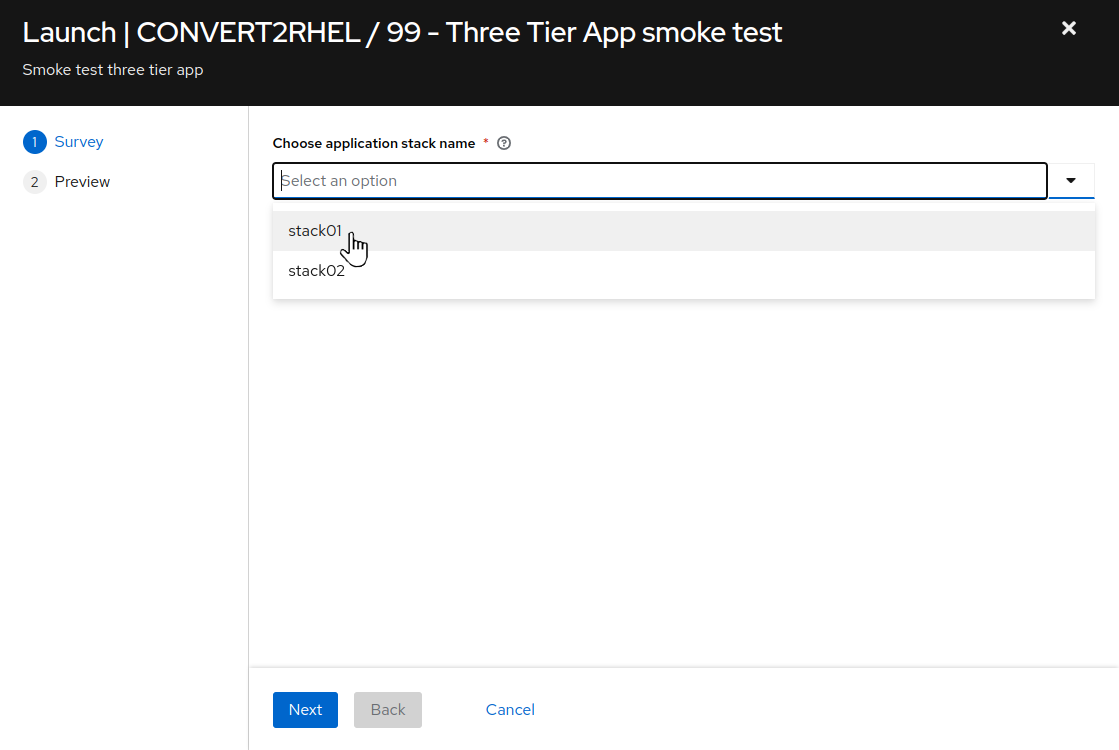 Launch | CONVERT2RHEL / 99 - Three Tier App smoke test
Smoke test three tier app
1 Survey
2 Preview
Choose application stack name *
Select an option
stack01
stack02
Next Back Cancel